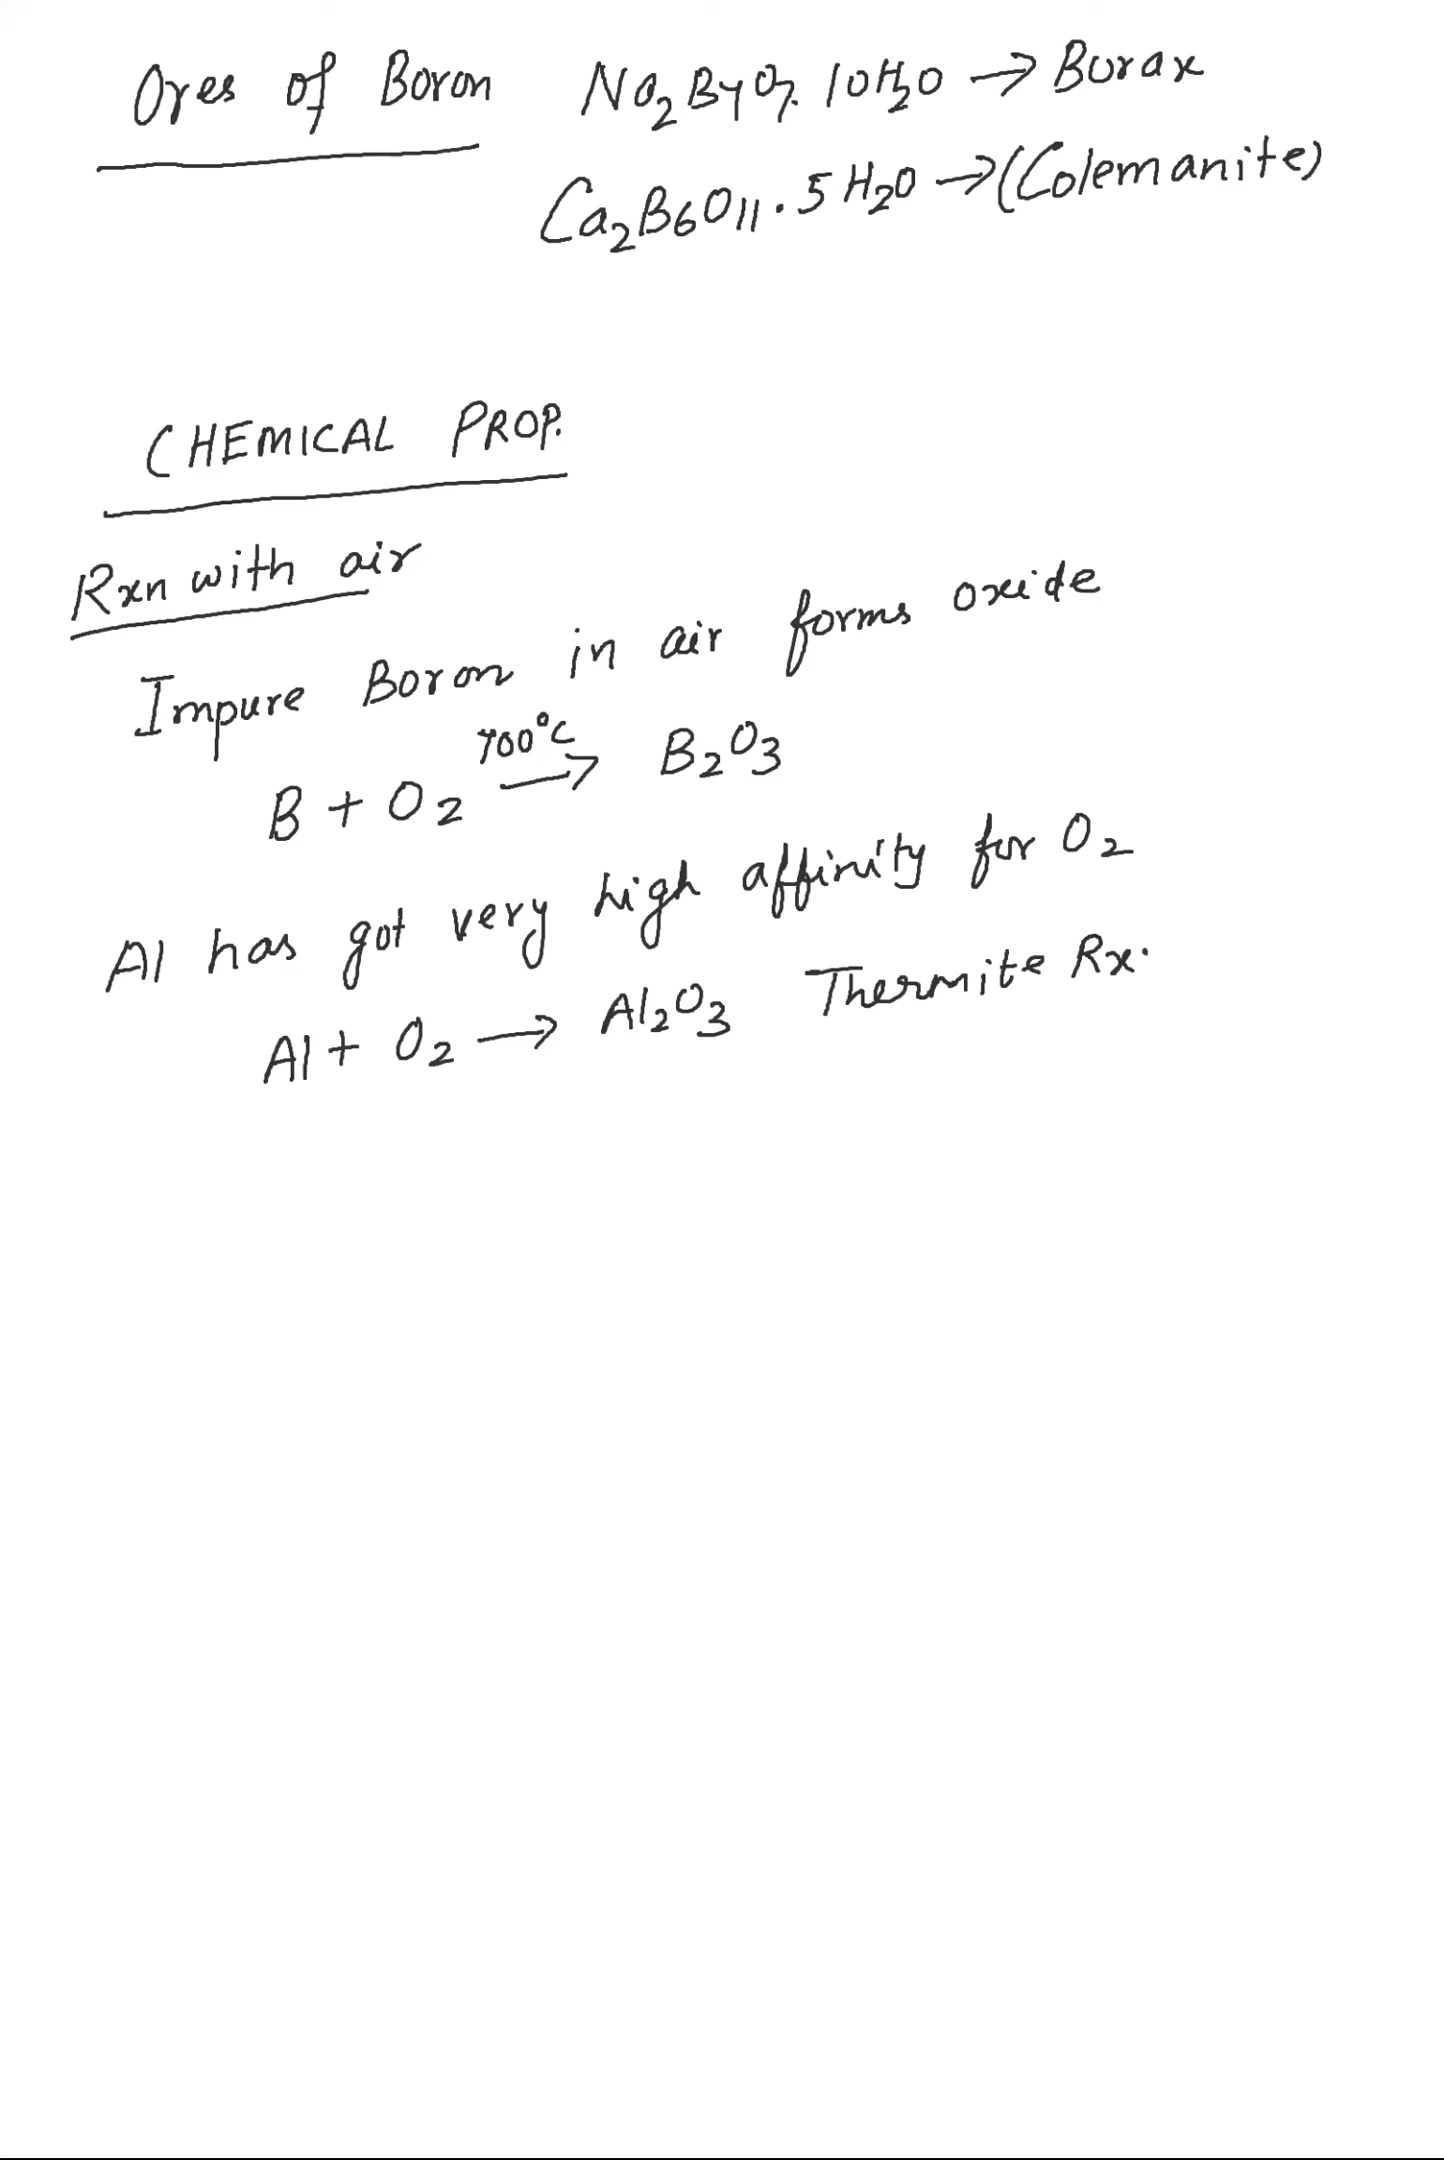 Ores of Boron Na2B4O7.10H2O → Borax
Ca2B6O11.5H2O → (Colemanite)
CHEMICAL PROP.
Rxn with air
Impure Boron in air forms oxide
B + O2 700°C → B2O3
Al has got very high affinity for O2
Al + O2 → Al2O3 Thermite Rx.